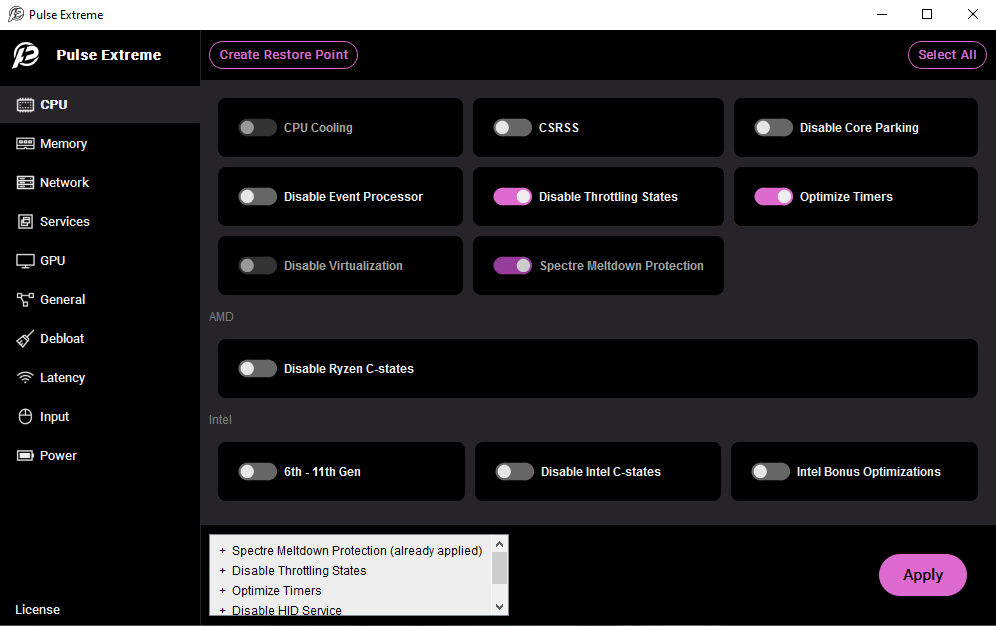 Pulse Extreme
Pulse Extreme
Create Restore Point
Select All
CPU
Memory
Network
Services
GPU
General
Debloat
Latency
Input
Power
License
CPU Cooling
CSRSS
Disable Core Parking
Disable Event Processor
Disable Throttling States
Optimize Timers
Disable Virtualization
Spectre Meltdown Protection
AMD
Disable Ryzen C-states
Intel
6th - 11th Gen
Disable Intel C-states
Intel Bonus Optimizations
+ Spectre Meltdown Protection (already applied)
+ Disable Throttling States
+ Optimize Timers
+ Disable HID Service
Apply